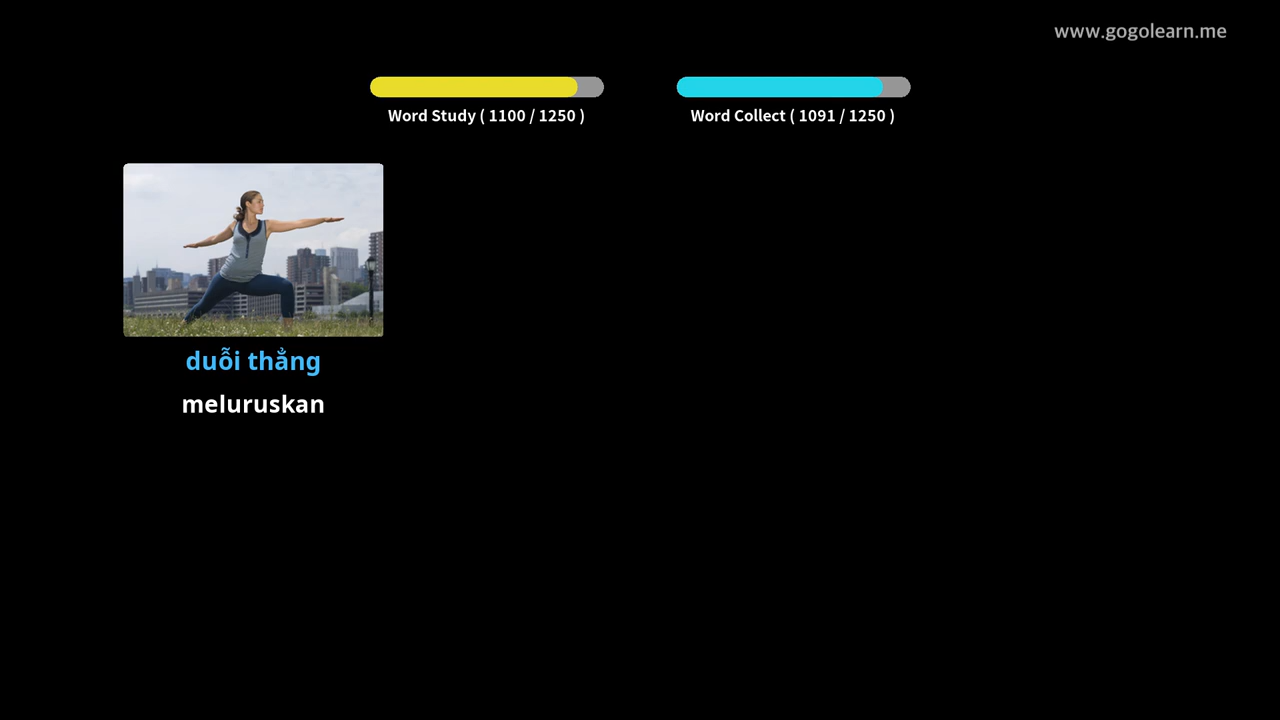 www.gogolearn.me
Word Study ( 1100 / 1250 )
Word Collect ( 1091 / 1250 )
duỗi thẳng
meluruskan